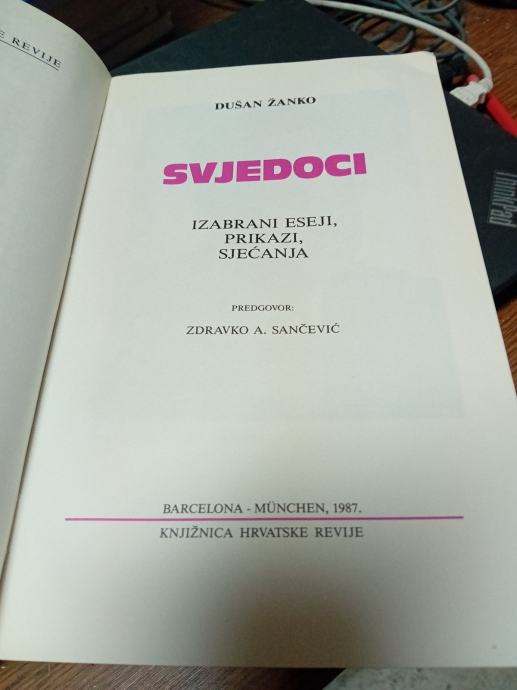 E REVIJE
DUŠAN ŽANKO
SVJEDOCI
IZABRANI ESEJI,
PRIKAZI,
SJEĆANJA
PREDGOVOR:
ZDRAVKO A. SANČEVIĆ
BARCELONA - MÜNCHEN, 1987.
KNJIŽNICA HRVATSKE REVIJE
ThinkPad